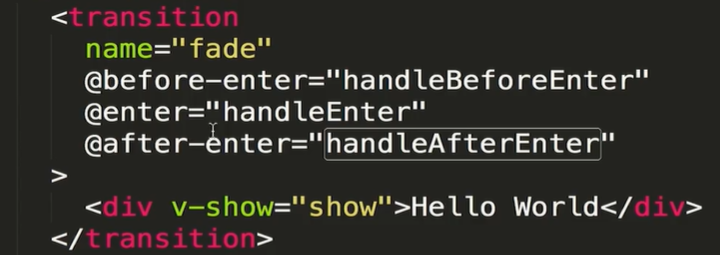 <transition
name="fade"
@before-enter="handleBeforeEnter"
@enter="handleEnter"
@after-enter="handleAfterEnter"
>
<div v-show="show">Hello World</div>
</transition>